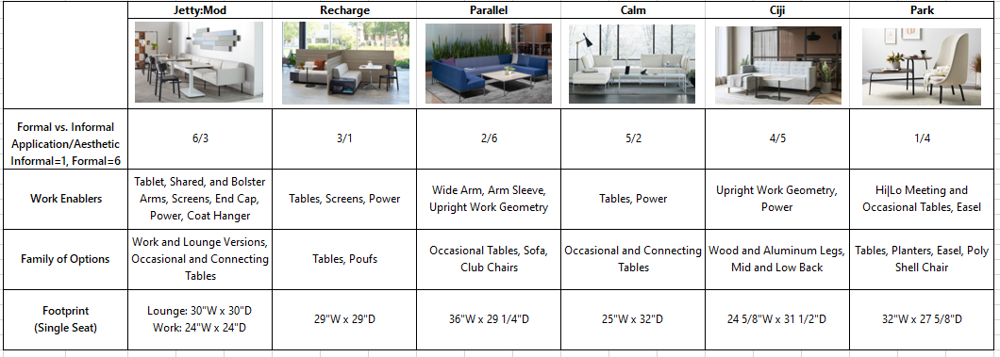 Jetty:Mod
Recharge
Parallel
Calm
Ciji
Park
Formal vs. Informal
Application/Aesthetic
Informal=1, Formal=6
6/3
3/1
2/6
5/2
4/5
1/4
Work Enablers
Tablet, Shared, and Bolster
Arms, Screens, End Cap,
Power, Coat Hanger
Tables, Screens, Power
Wide Arm, Arm Sleeve,
Upright Work Geometry
Tables, Power
Upright Work Geometry,
Power
Hi|Lo Meeting and
Occasional Tables, Easel
Family of Options
Work and Lounge Versions,
Occasional and Connecting
Tables
Tables, Poufs
Occasional Tables, Sofa,
Club Chairs
Occasional and Connecting
Tables
Wood and Aluminum Legs,
Mid and Low Back
Tables, Planters, Easel, Poly
Shell Chair
Footprint
(Single Seat)
Lounge: 30"W x 30"D
Work: 24"W x 24"D
29"W x 29"D
36"W x 29 1/4"D
25"W x 32"D
24 5/8"W x 31 1/2"D
32"W x 27 5/8"D